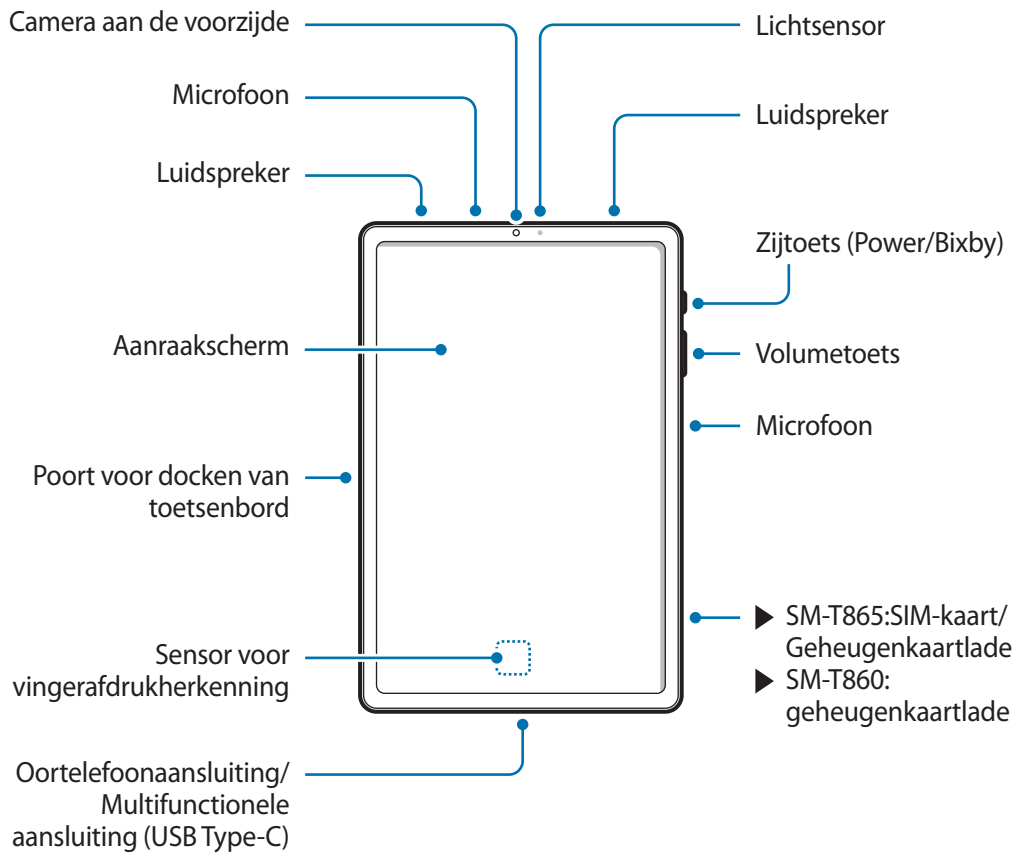 Camera aan de voorzijde
Microfoon
Luidspreker
Aanraakscherm
Poort voor docken van
toetsenbord
Sensor voor
vingerafdrukherkenning
Oortelefoonaansluiting/
Multifunctionele
aansluiting (USB Type-C)
Lichtsensor
Luidspreker
Zijtoets (Power/Bixby)
Volumetoets
Microfoon
▶ SM-T865:SIM-kaart/
Geheugenkaartlade
▶ SM-T860:
geheugenkaartlade